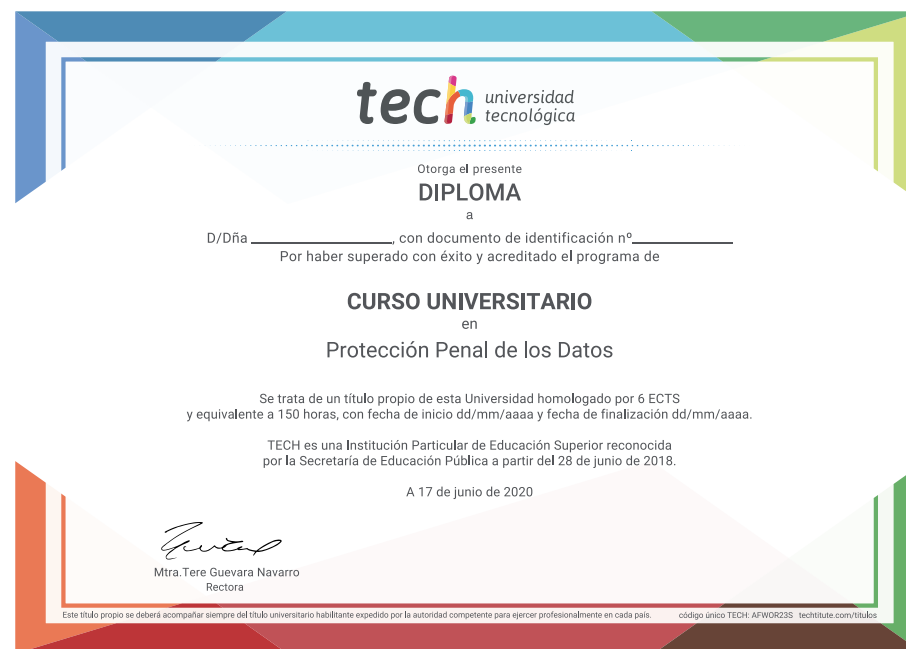 tech universidad
tecnológica
Otorga el presente
DIPLOMA
a
D/Dña ____________________, con documento de identificación nº______________
Por haber superado con éxito y acreditado el programa de
CURSO UNIVERSITARIO
en
Protección Penal de los Datos
Se trata de un título propio de esta Universidad homologado por 6 ECTS
y equivalente a 150 horas, con fecha de inicio dd/mm/aaaa y fecha de finalización dd/mm/aaaa.
TECH es una Institución Particular de Educación Superior reconocida
por la Secretaría de Educación Pública a partir del 28 de junio de 2018.
A 17 de junio de 2020
Mtra.Tere Guevara Navarro
Rectora
Este título propio se deberá acompañar siempre del título universitario habilitante expedido por la autoridad competente para ejercer profesionalmente en cada país. código único TECH: AFWOR23S techtitute.com/titulos